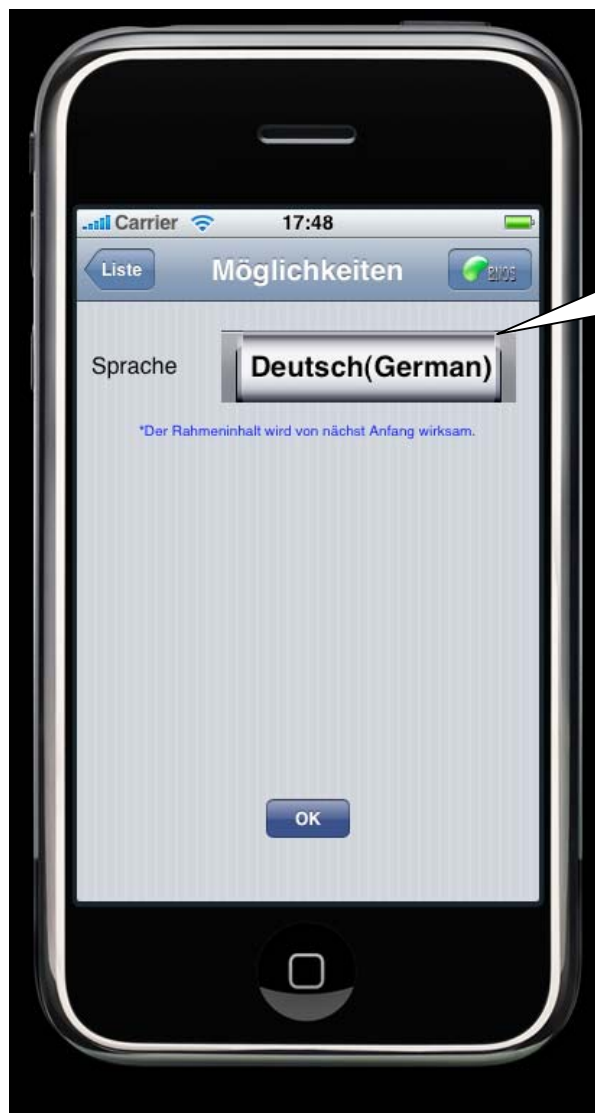 Carrier 17:48
Liste Möglichkeiten
Sprache Deutsch(German)
*Der Rahmeninhalt wird von nächst Anfang wirksam.
OK